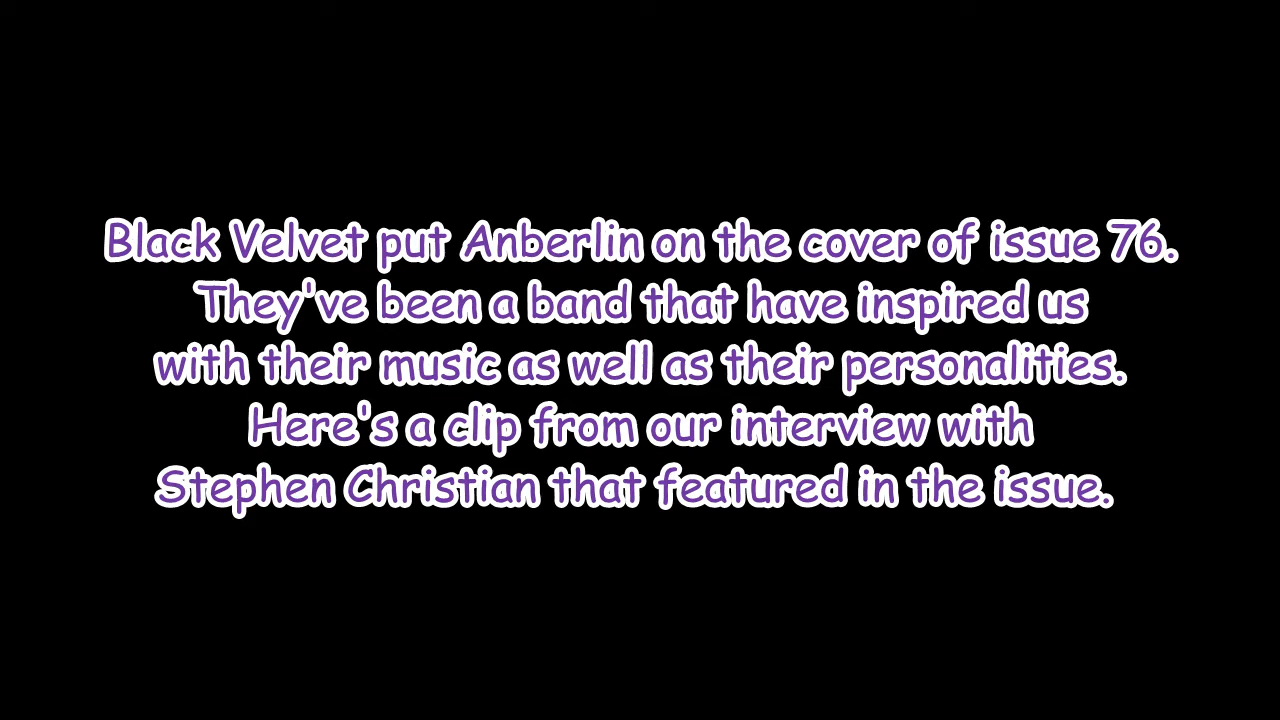 Black Velvet put Anberlin on the cover of issue 76.
They've been a band that have inspired us
with their music as well as their personalities.
Here's a clip from our interview with
Stephen Christian that featured in the issue.